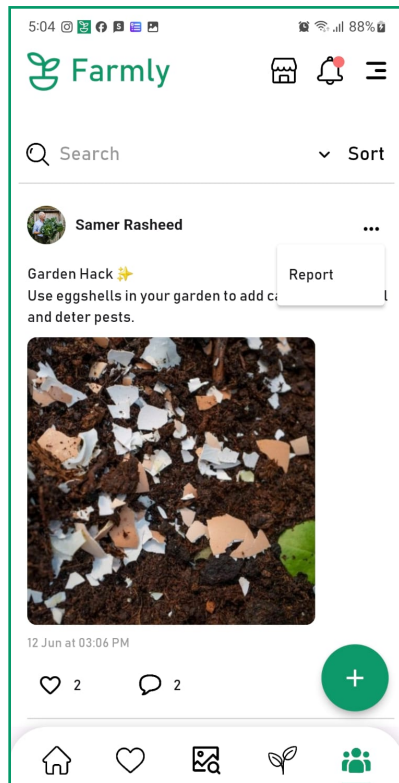 5:04 88%
Farmly
Search Sort
Samer Rasheed
Report
Garden Hack ✨
Use eggshells in your garden to add
and deter pests.
12 Jun at 03:06 PM
2 2
+